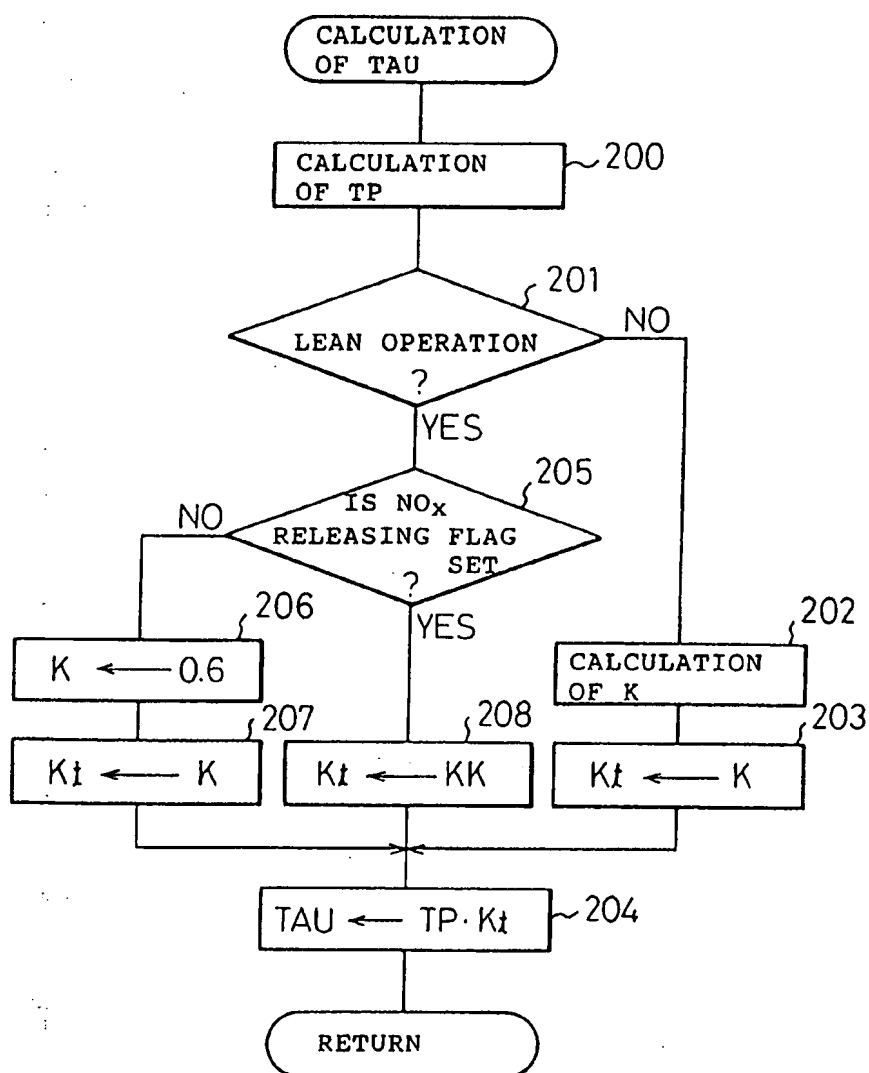 CALCULATION
OF TAU
CALCULATION
OF TP
200
201
LEAN OPERATION
?
NO
YES
205
IS NOx
RELEASING FLAG
SET
?
NO
YES
206
K ← 0.6
202
CALCULATION
OF K
207
Kt ← K
208
Kt ← KK
203
Kt ← K
TAU ← TP·Kt
204
RETURN